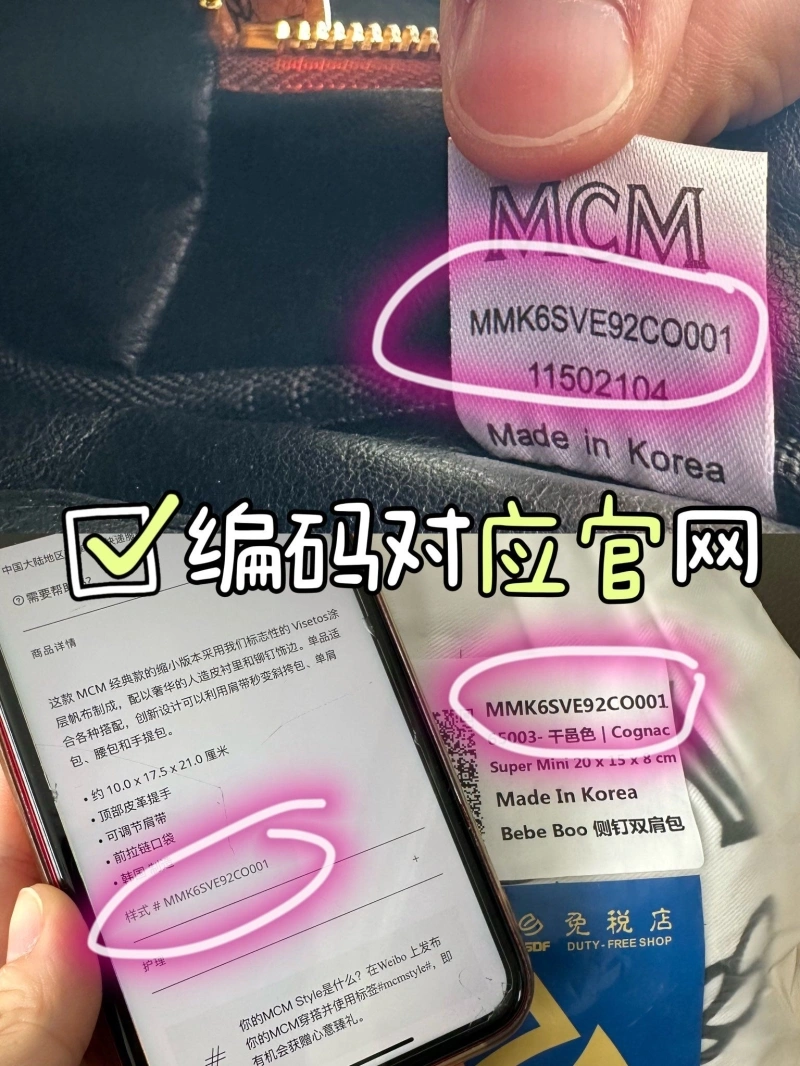 MCM
MMK6SVE92CO001
11502104
Made in Korea
编码对应官网
中国大陆地区
需要帮
商品详情
这款 MCM 经典款的缩小版本采用我们标志性的 Visetos涂
层帆布制成，配以奢华的人造皮衬里和铆钉饰边。单品适
合各种搭配，创新设计可以利用肩带秒变斜挎包、单肩
包、腰包和手提包。
• 约 10.0 x 17.5 x 21.0 厘米
• 顶部皮革提手
• 可调节肩带
• 前拉链口袋
• 韩国
样式 # MMK6SVE92CO001
+
护理
# 你的MCM Style是什么？在Weibo 上发布
你的MCM穿搭并使用标签#mcmstyle#，即
有机会获赠心意臻礼。
MMK6SVE92CO001
5003- 干邑色 | Cognac
Super Mini 20 x 15 x 8 cm
Made In Korea
Bebe Boo 侧钉双肩包
免税店
SDF DUTY-FREE SHOP